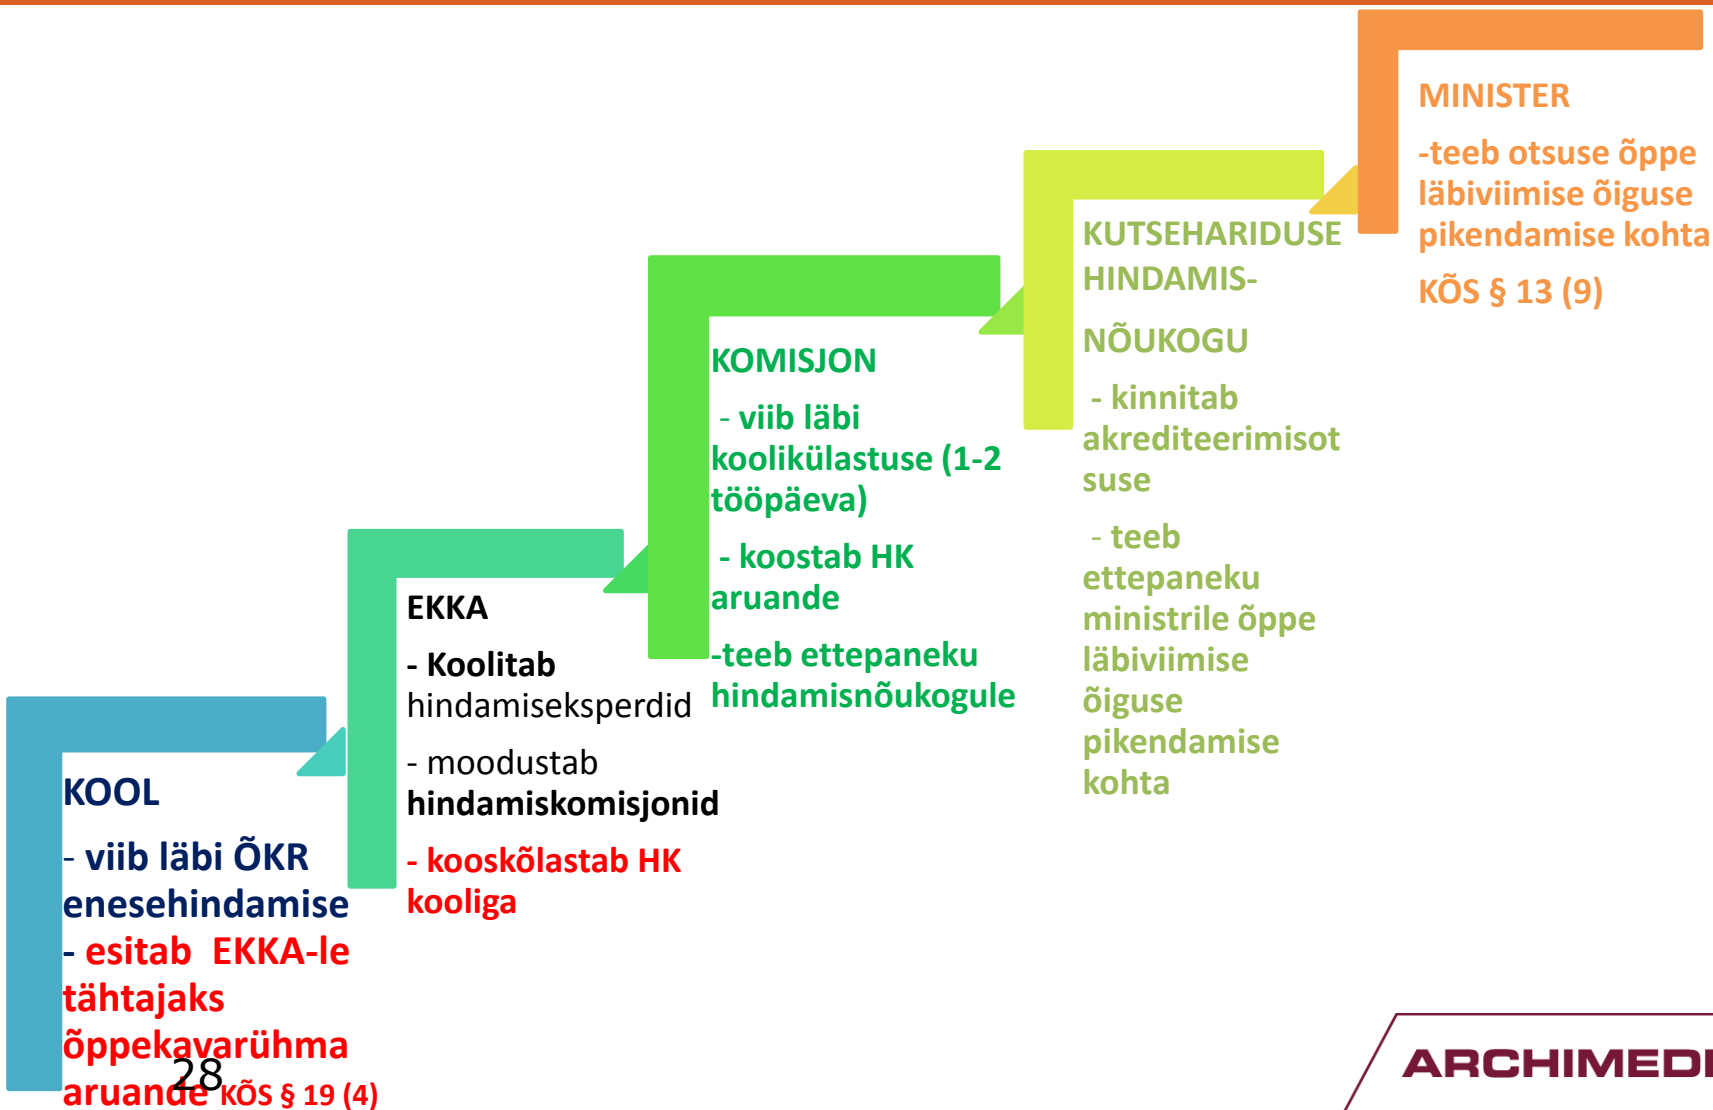 KOOL
- viib läbi ÕKR
enesehindamise
- esitab EKKA-le
tähtajaks
õppekavarühma
aruande KÕS § 19 (4)
28
EKKA
- Koolitab
hindamiseksperdid
- moodustab
hindamiskomisjonid
- kooskõlastab HK
kooliga
KOMISJON
- viib läbi
koolikülastuse (1-2
tööpäeva)
- koostab HK
aruande
-teeb ettepaneku
hindamisnõukogule
KUTSEHARIDUSE
HINDAMIS-
NÕUKOGU
- kinnitab
akrediteerimisot
suse
- teeb
ettepaneku
ministrile õppe
läbiviimise
õiguse
pikendamise
kohta
MINISTER
-teeb otsuse õppe
läbiviimise õiguse
pikendamise kohta
KÕS § 13 (9)